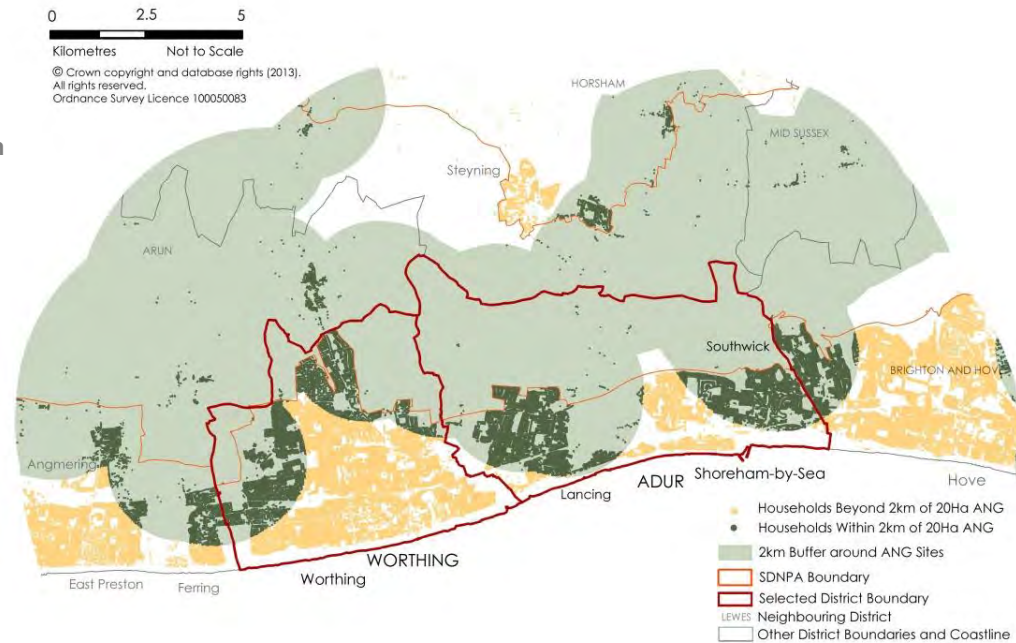 0 2.5 5
Kilometres Not to Scale
© Crown copyright and database rights (2013).
All rights reserved.
Ordnance Survey Licence 100050083
HORSHAM
MID SUSSEX
Steyning
ARUN
Southwick
BRIGHTON AND HOVE
Angmering
ADUR
Shoreham-by-Sea
Lancing
Hove
WORTHING
Worthing
East Preston
Ferring
Households Beyond 2km of 20Ha ANG
Households Within 2km of 20Ha ANG
2km Buffer around ANG Sites
SDNPA Boundary
Selected District Boundary
LEWES Neighbouring District
Other District Boundaries and Coastline